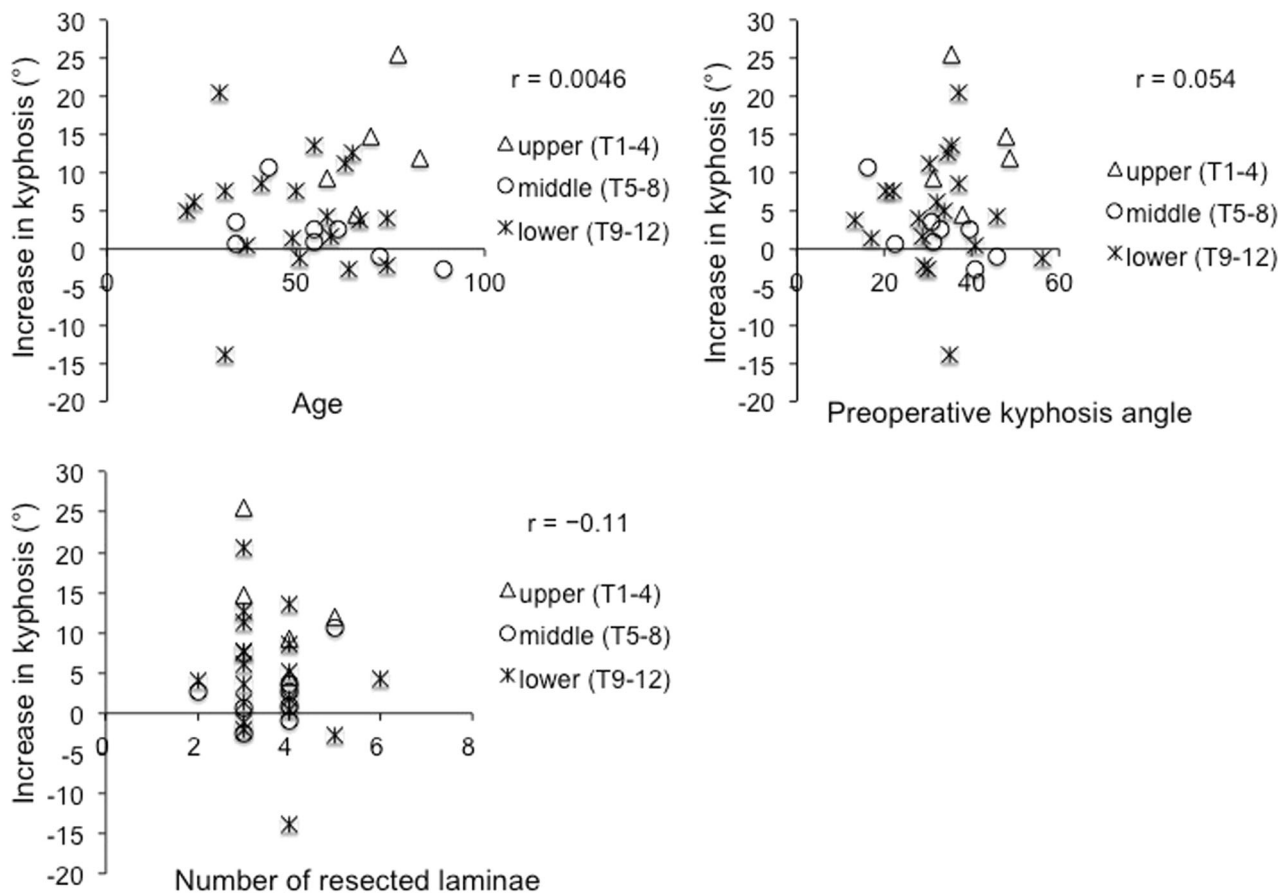 30
25
20
15
10
5
0
-5
-10
-15
-20
Increase in kyphosis (°)
0 50 100
Age
r = 0.0046
upper (T1-4)
middle (T5-8)
lower (T9-12)
30
25
20
15
10
5
0
-5
-10
-15
-20
Increase in kyphosis (°)
0 20 40 60
Preoperative kyphosis angle
r = 0.054
upper (T1-4)
middle (T5-8)
lower (T9-12)
30
25
20
15
10
5
0
-5
-10
-15
-20
Increase in kyphosis (°)
0 2 4 6 8
Number of resected laminae
r = −0.11
upper (T1-4)
middle (T5-8)
lower (T9-12)